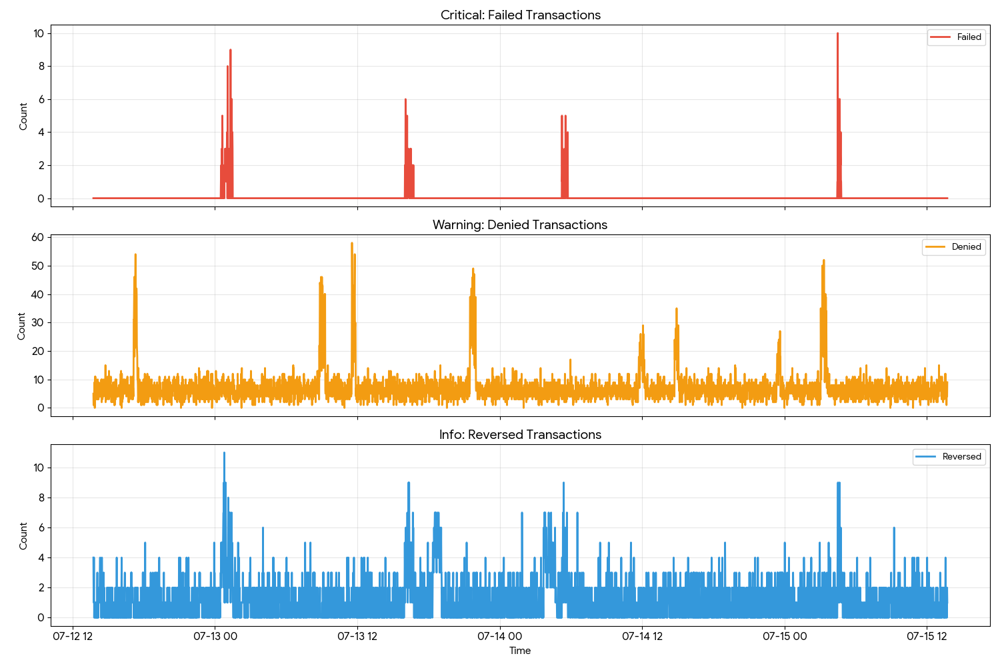 Critical: Failed Transactions
Failed
10
8
6
4
2
0
Count
Warning: Denied Transactions
Denied
60
50
40
30
20
10
0
Count
Info: Reversed Transactions
Reversed
10
8
6
4
2
0
Count
07-12 12
07-13 00
07-13 12
07-14 00
07-14 12
07-15 00
07-15 12
Time